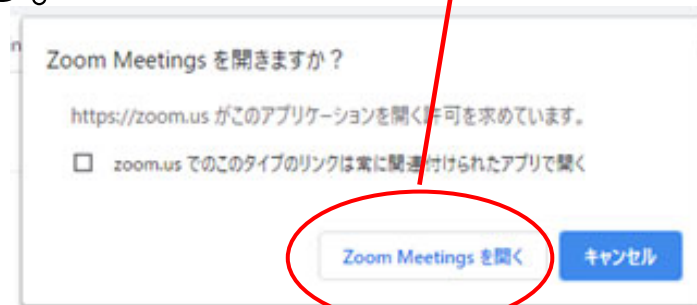 Zoom Meetings を開きますか？
https://zoom.us がこのアプリケーションを開く許可を求めています。
zoom.us でのこのタイプのリンクは常に関連付けられたアプリで開く
Zoom Meetings を開く
キャンセル